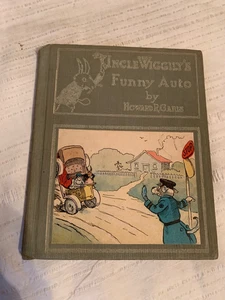 UNCLE WIGGILY'S
Funny Auto
by
HOWARD R. GARIS